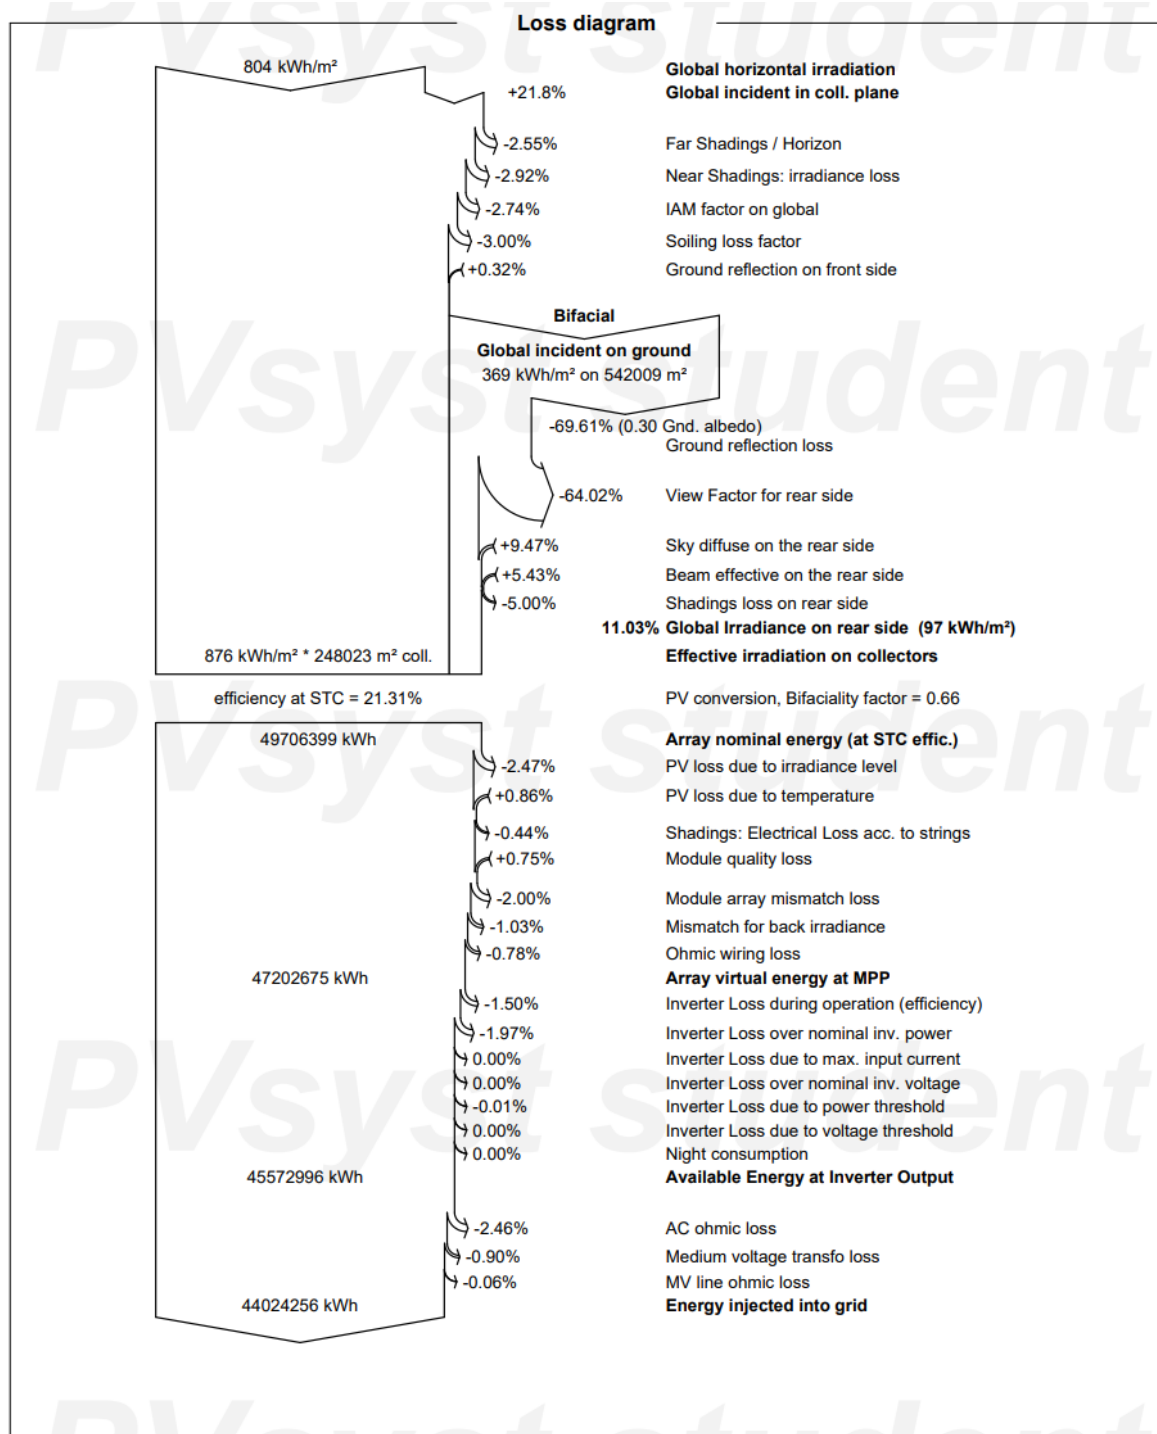 Loss diagram
804 kWh/m²
Global horizontal irradiation
+21.8% Global incident in coll. plane
-2.55% Far Shadings / Horizon
-2.92% Near Shadings: irradiance loss
-2.74% IAM factor on global
-3.00% Soiling loss factor
+0.32% Ground reflection on front side
Bifacial
Global incident on ground
369 kWh/m² on 542009 m²
-69.61% (0.30 Gnd. albedo)
Ground reflection loss
-64.02% View Factor for rear side
+9.47% Sky diffuse on the rear side
+5.43% Beam effective on the rear side
-5.00% Shadings loss on rear side
11.03% Global Irradiance on rear side (97 kWh/m²)
876 kWh/m² * 248023 m² coll. Effective irradiation on collectors
efficiency at STC = 21.31% PV conversion, Bifaciality factor = 0.66
49706399 kWh Array nominal energy (at STC effic.)
-2.47% PV loss due to irradiance level
+0.86% PV loss due to temperature
-0.44% Shadings: Electrical Loss acc. to strings
+0.75% Module quality loss
-2.00% Module array mismatch loss
-1.03% Mismatch for back irradiance
-0.78% Ohmic wiring loss
47202675 kWh Array virtual energy at MPP
-1.50% Inverter Loss during operation (efficiency)
-1.97% Inverter Loss over nominal inv. power
0.00% Inverter Loss due to max. input current
0.00% Inverter Loss over nominal inv. voltage
-0.01% Inverter Loss due to power threshold
0.00% Inverter Loss due to voltage threshold
0.00% Night consumption
45572996 kWh Available Energy at Inverter Output
-2.46% AC ohmic loss
-0.90% Medium voltage transfo loss
-0.06% MV line ohmic loss
44024256 kWh Energy injected into grid
PVsyst student
PVsyst student
PVsyst student
PVsyst student
PVsyst student